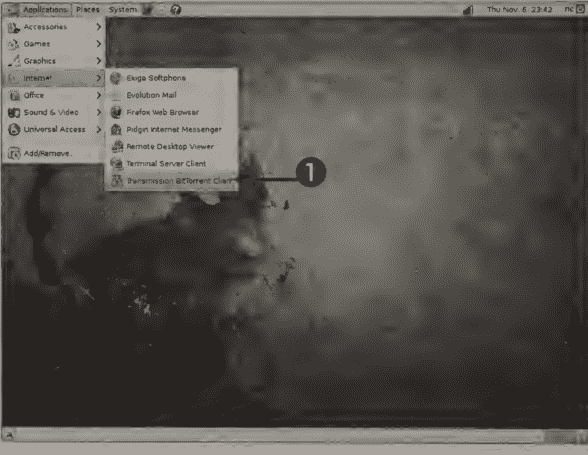 Applications Places System
Thu Nov 6, 23:42
Accessories
Games
Graphics
Internet
Office
Sound & Video
Universal Access
Add/Remove..
Ekiga Softphone
Evolution Mail
Firefox Web Browser
Pidgin Internet Messenger
Remote Desktop Viewer
Terminal Server Client
Transmission BitTorrent Client
1